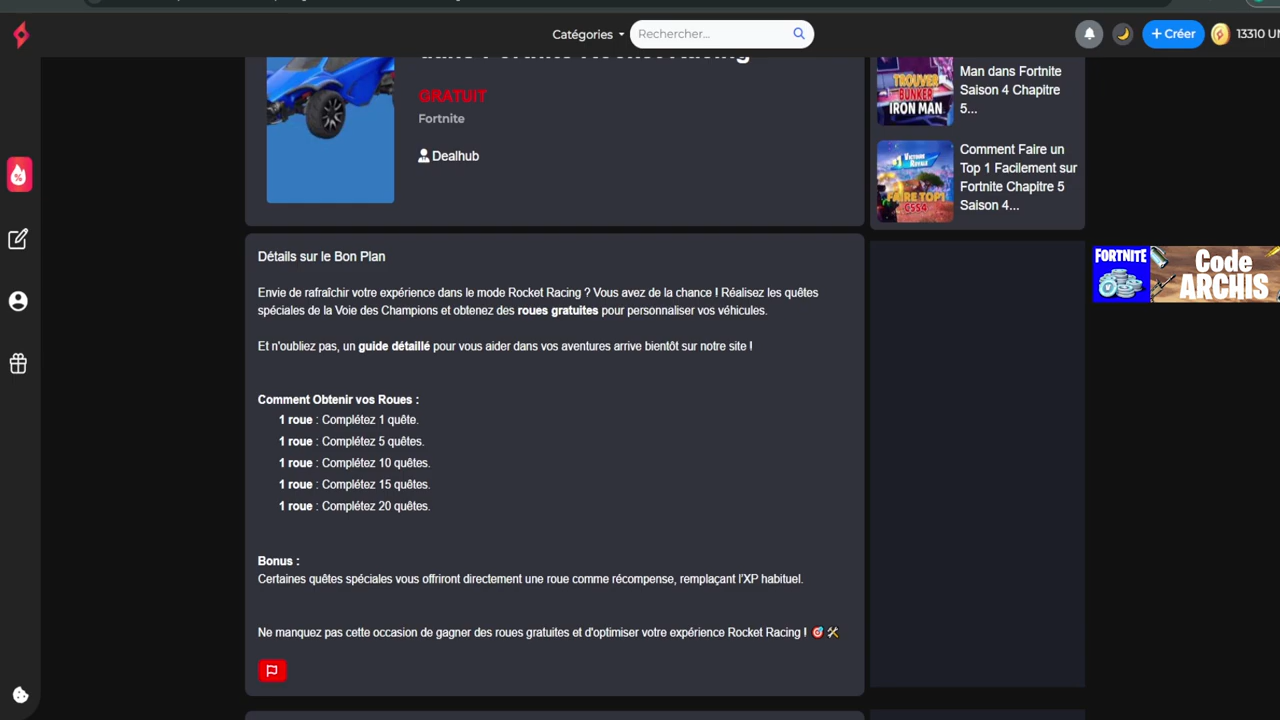 Catégories
Rechercher...
+ Créer
13310
GRATUIT
Fortnite
Dealhub
TROUVER
BUNKER
IRON MAN
Man dans Fortnite
Saison 4 Chapitre
5...
#1 VICTOIRE
ROYALE
FAIRE TOP1
C5S4
Comment Faire un
Top 1 Facilement sur
Fortnite Chapitre 5
Saison 4...
Détails sur le Bon Plan
Envie de rafraîchir votre expérience dans le mode Rocket Racing ? Vous avez de la chance ! Réalisez les quêtes
spéciales de la Voie des Champions et obtenez des roues gratuites pour personnaliser vos véhicules.
Et n'oubliez pas, un guide détaillé pour vous aider dans vos aventures arrive bientôt sur notre site !
Comment Obtenir vos Roues :
1 roue : Complétez 1 quête.
1 roue : Complétez 5 quêtes.
1 roue : Complétez 10 quêtes.
1 roue : Complétez 15 quêtes.
1 roue : Complétez 20 quêtes.
Bonus :
Certaines quêtes spéciales vous offriront directement une roue comme récompense, remplaçant l'XP habituel.
Ne manquez pas cette occasion de gagner des roues gratuites et d'optimiser votre expérience Rocket Racing ! 🎯🛠️
FORTNITE
Code
ARCHIS